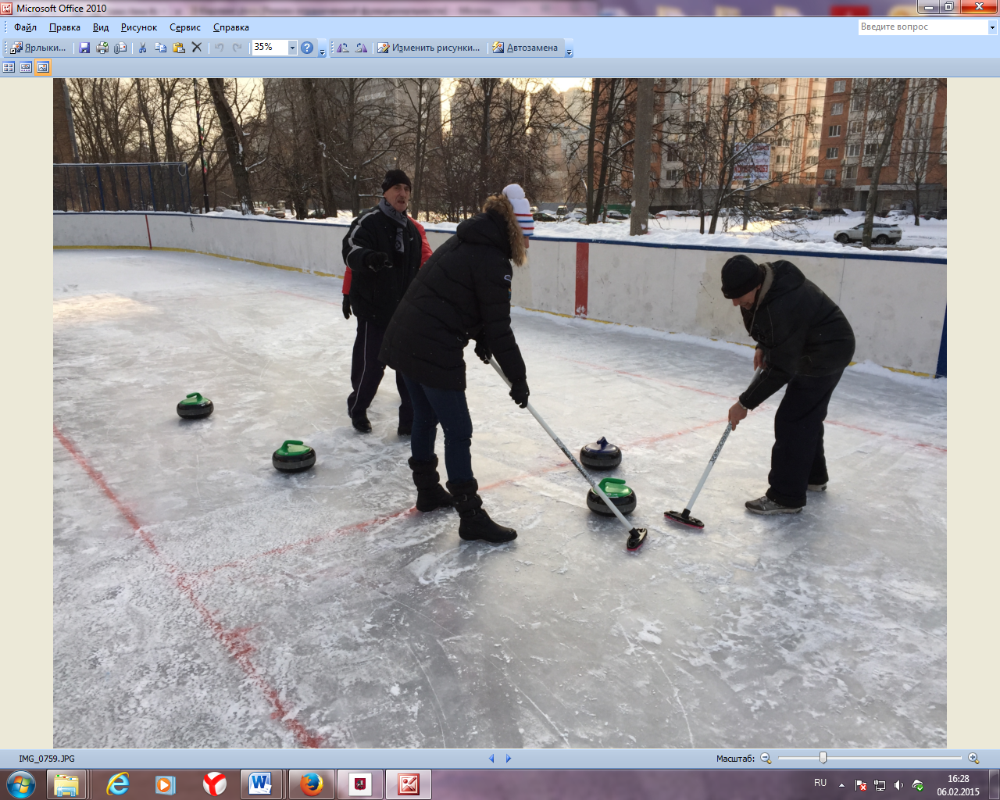 Microsoft Office 2010
Файл Правка Вид Рисунок Сервис Справка
Введите вопрос
Ярлыки... 35% Изменить рисунки... Автозамена
IMG_0759.JPG
Масштаб:
RU
16:28
06.02.2015